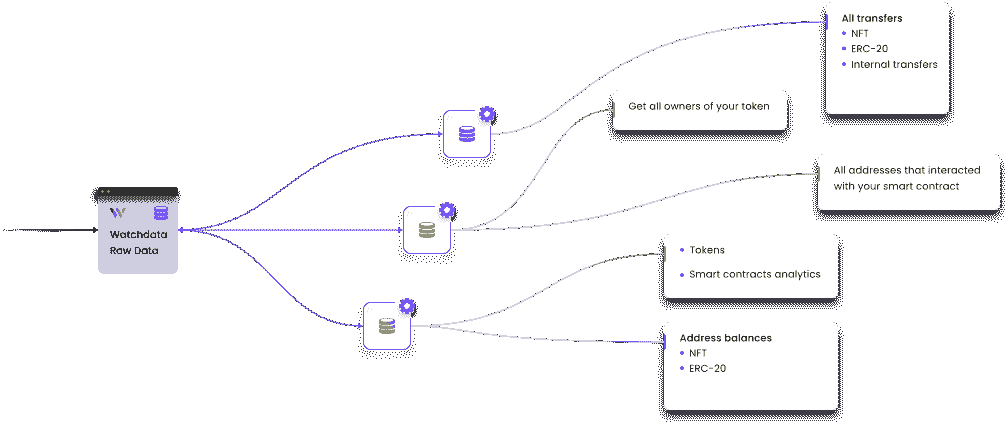 All transfers
NFT
ERC-20
Internal transfers
Get all owners of your token
All addresses that interacted
with your smart contract
Watchdata
Raw Data
Tokens
Smart contracts analytics
Address balances
NFT
ERC-20